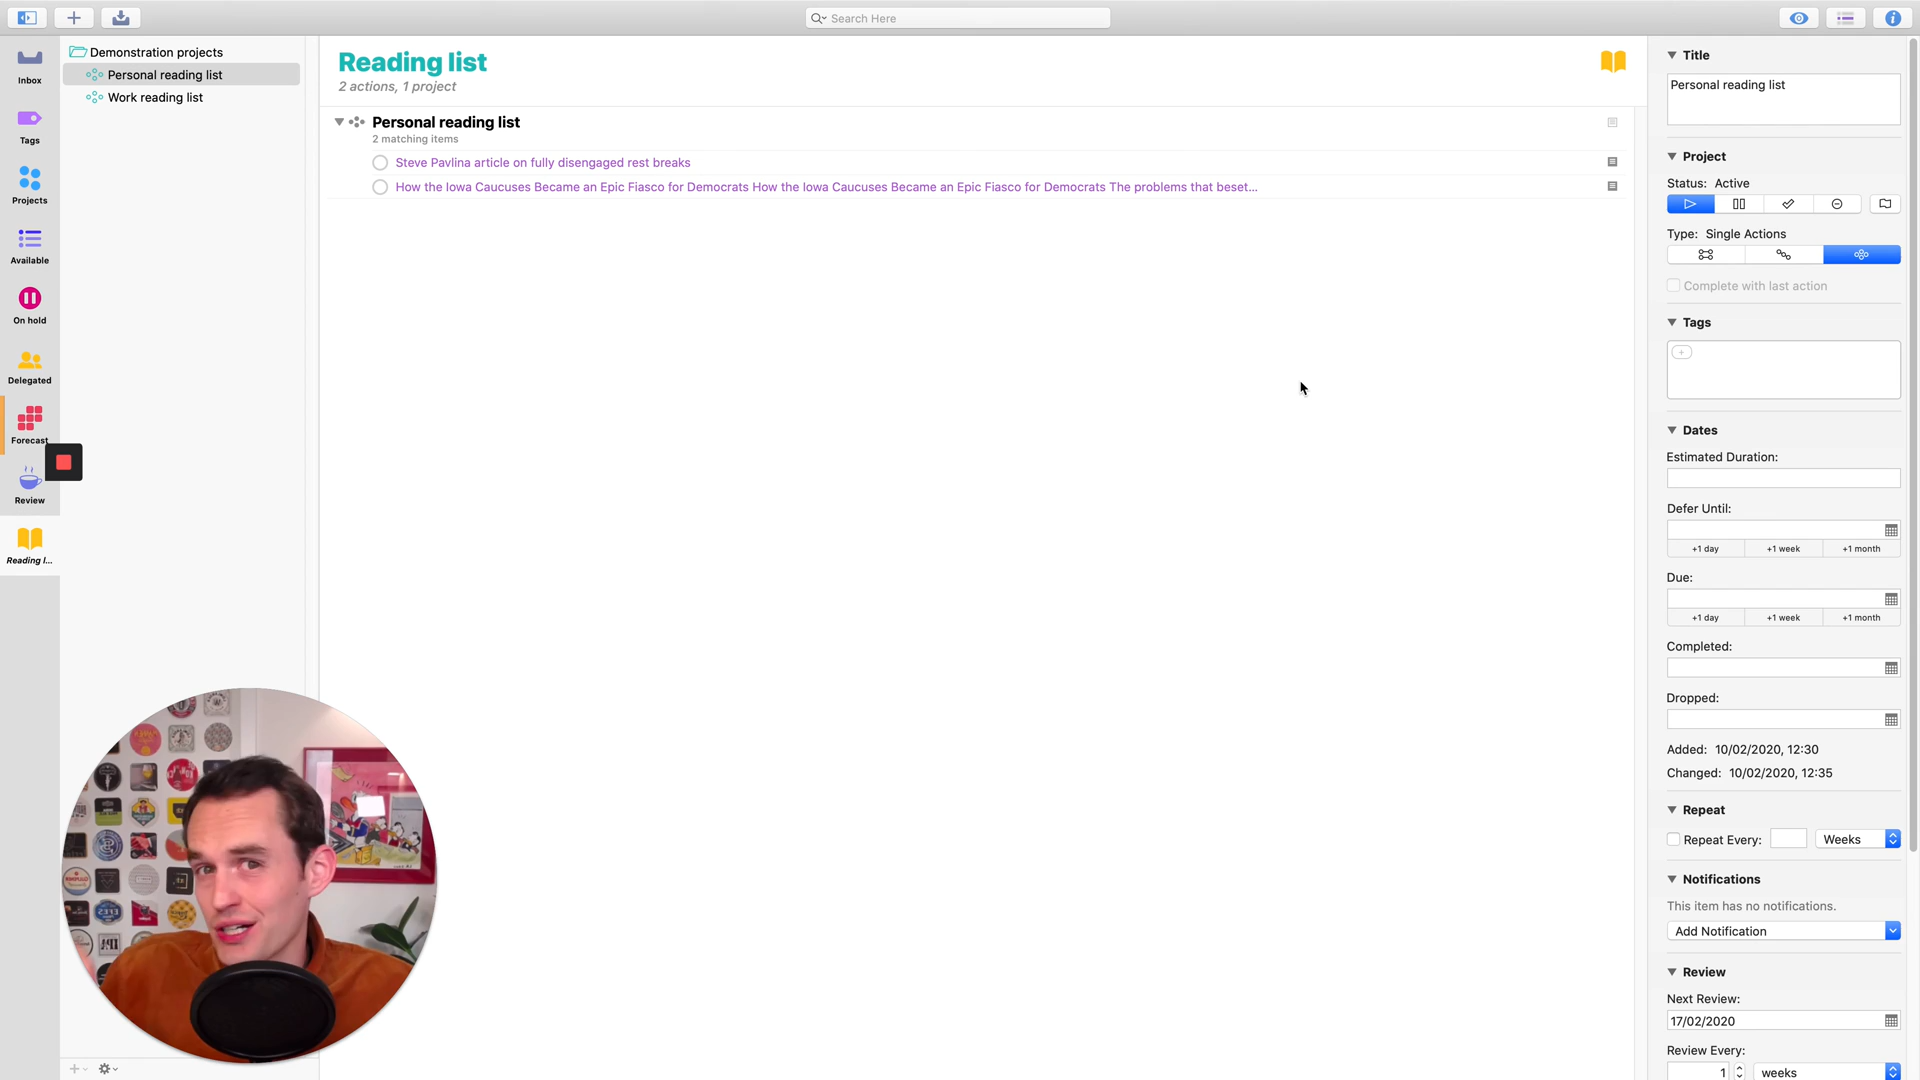 Search Here
Inbox
Tags
Projects
Available
On hold
Delegated
Forecast
Review
Reading l...
Demonstration projects
Personal reading list
Work reading list
Reading list
2 actions, 1 project
Personal reading list
2 matching items
Steve Pavlina article on fully disengaged rest breaks
How the Iowa Caucuses Became an Epic Fiasco for Democrats How the Iowa Caucuses Became an Epic Fiasco for Democrats The problems that beset...
Title
Personal reading list
Project
Status: Active
Type: Single Actions
Complete with last action
Tags
Dates
Estimated Duration:
Defer Until:
+1 day +1 week +1 month
Due:
+1 day +1 week +1 month
Completed:
Dropped:
Added: 10/02/2020, 12:30
Changed: 10/02/2020, 12:35
Repeat
Repeat Every: Weeks
Notifications
This item has no notifications.
Add Notification
Review
Next Review:
17/02/2020
Review Every:
1 weeks